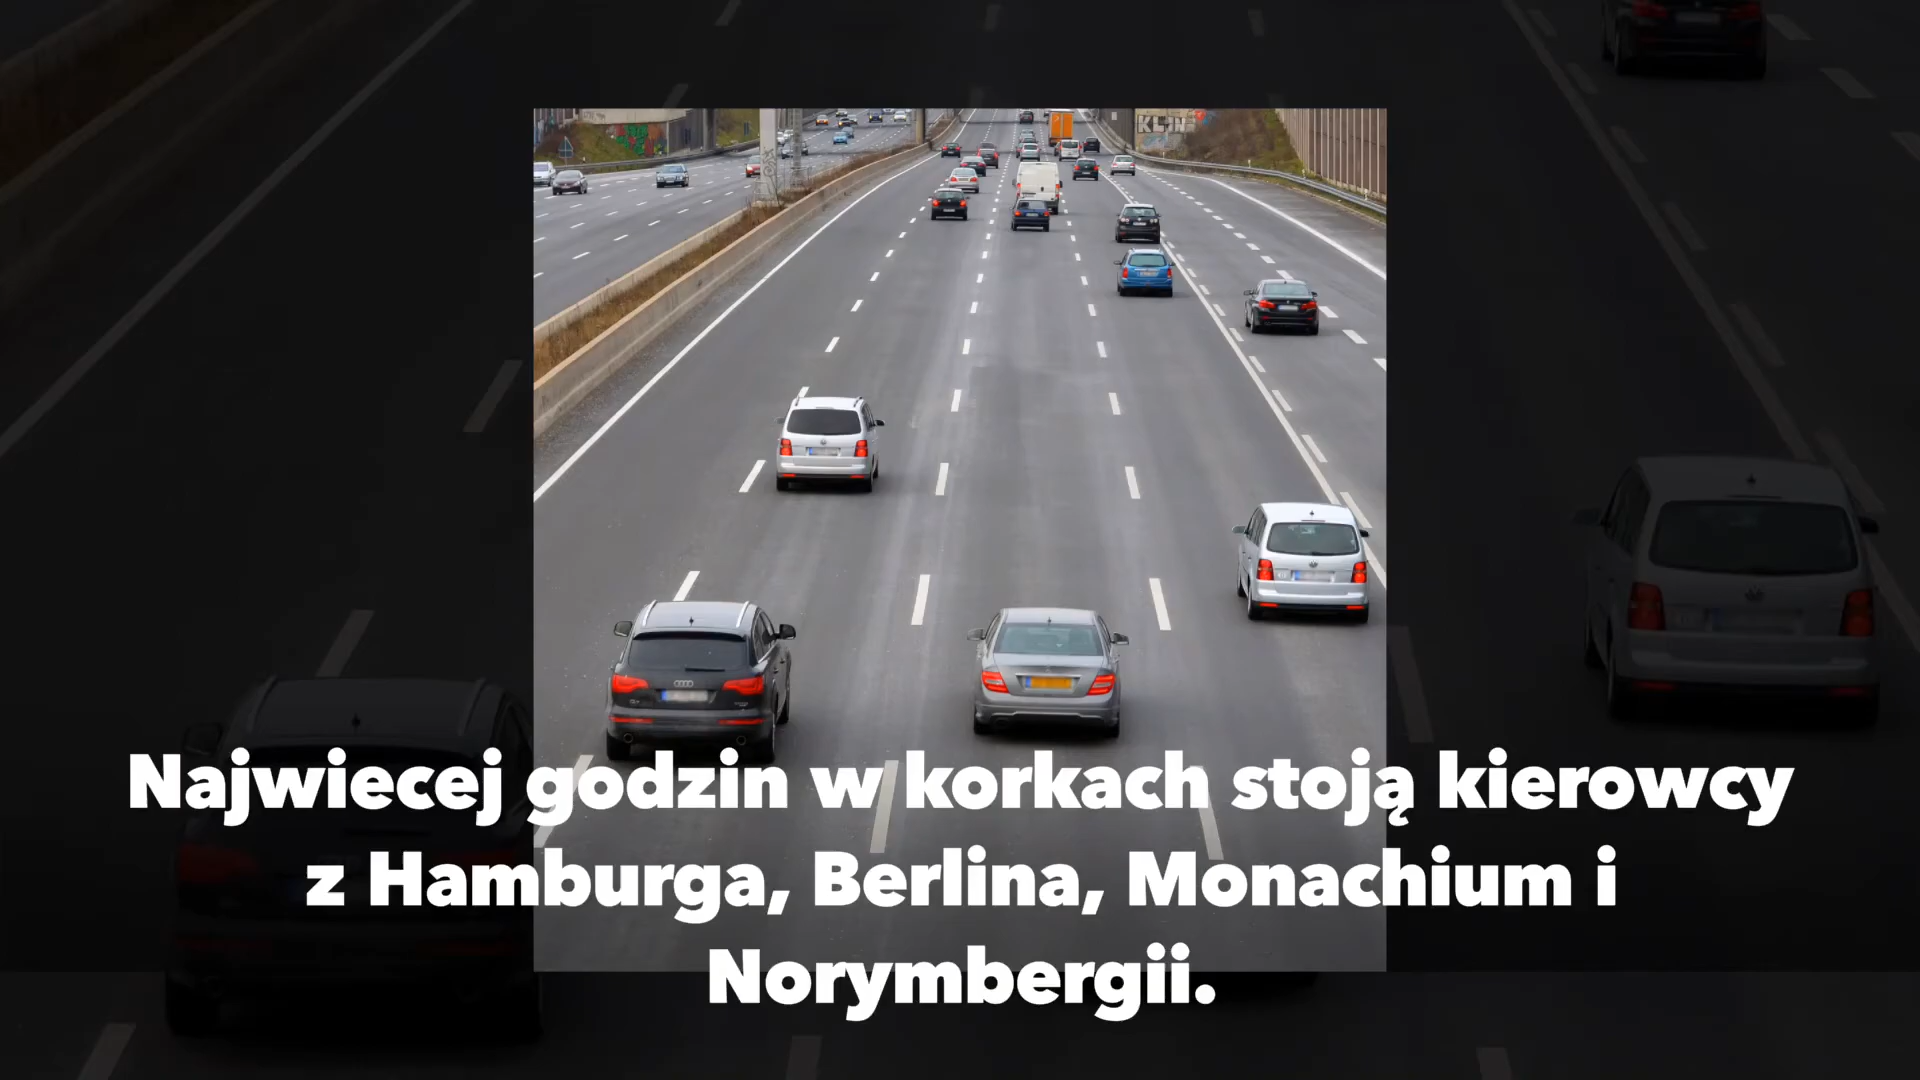 Najwiecej godzin w korkach stoją kierowcy
z Hamburga, Berlina, Monachium i
Norymbergii.